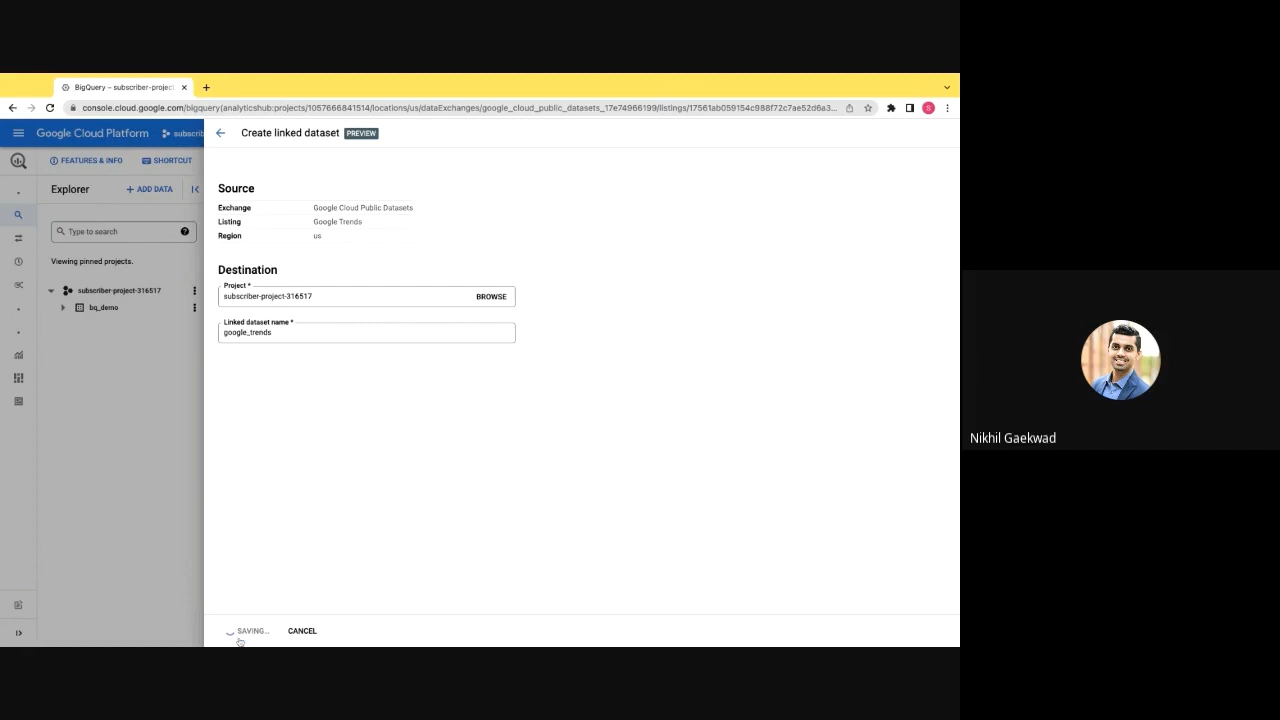 BigQuery – subscriber-project
console.cloud.google.com/bigquery(analyticshub:projects/1057666841514/locations/us/dataExchanges/google_cloud_public_datasets_17e74966199/listings/17561ab059154c988f72c7ae52d6a3...
S
Google Cloud Platform
subscrib
Create linked dataset PREVIEW
FEATURES & INFO
SHORTCUT
Explorer
+ ADD DATA
Type to search
Viewing pinned projects.
subscriber-project-316517
bq_demo
Source
Exchange Google Cloud Public Datasets
Listing Google Trends
Region us
Destination
Project *
subscriber-project-316517 BROWSE
Linked dataset name *
google_trends
SAVING... CANCEL
Nikhil Gaekwad